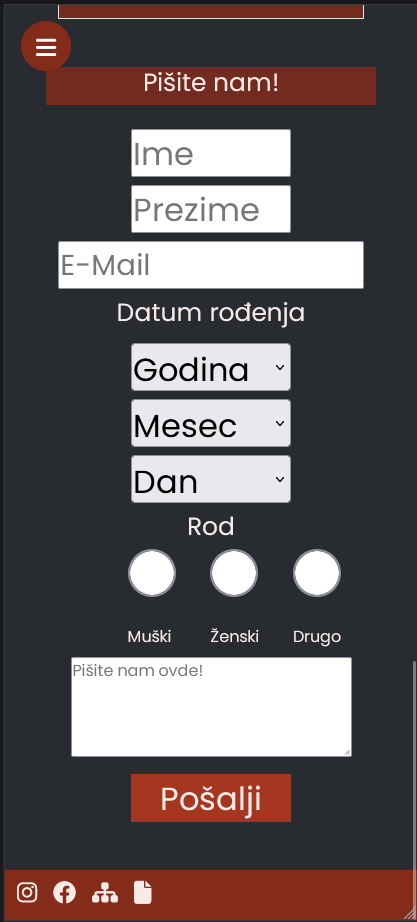 Pišite nam!
Ime
Prezime
E-Mail
Datum rođenja
Godina
Mesec
Dan
Rod
Muški Ženski Drugo
Pišite nam ovde!
Pošalji